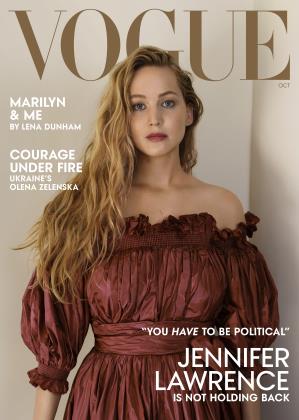 VOGUE
OCT
MARILYN
& ME
BY LENA DUNHAM
COURAGE
UNDER FIRE
UKRAINE'S
OLENA ZELENSKA
"YOU HAVE TO BE POLITICAL"
JENNIFER
LAWRENCE
IS NOT HOLDING BACK